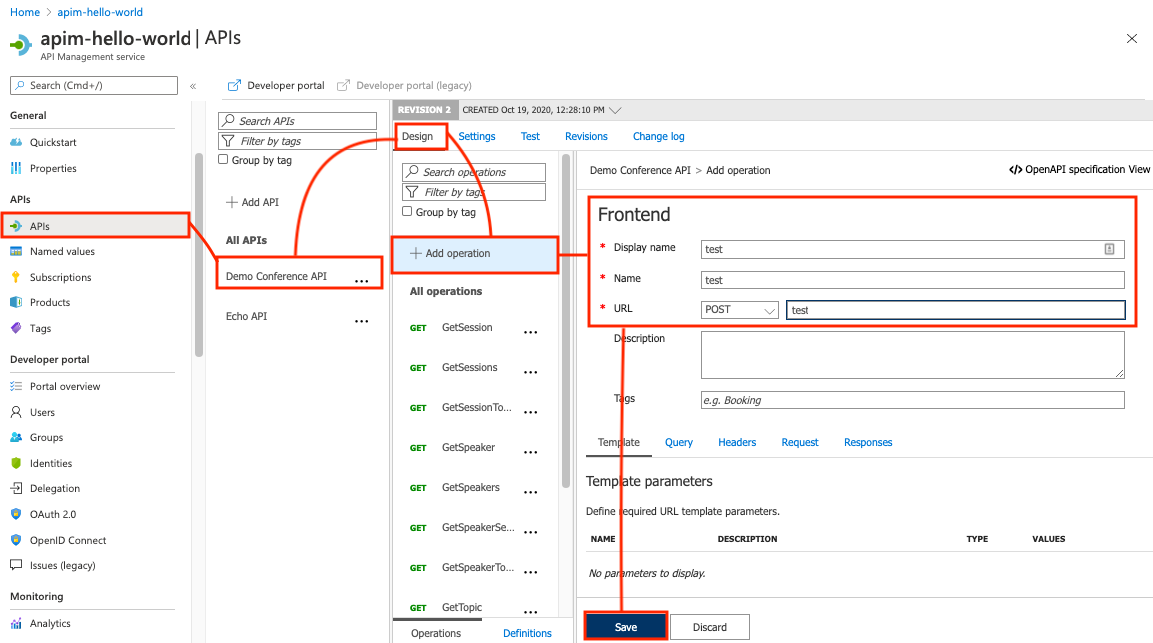 Home > apim-hello-world
apim-hello-world | APIs
API Management service
Search (Cmd+/)
«
General
Quickstart
Properties
APIs
APIs
Named values
Subscriptions
Products
Tags
Developer portal
Portal overview
Users
Groups
Identities
Delegation
OAuth 2.0
OpenID Connect
Issues (legacy)
Monitoring
Analytics
Developer portal
Developer portal (legacy)
Search APIs
Filter by tags
Group by tag
+ Add API
All APIs
Demo Conference API ...
Echo API ...
REVISION 2 CREATED Oct 19, 2020, 12:28:10 PM
Design Settings Test Revisions Change log
Search operations
Filter by tags
Group by tag
+ Add operation
All operations
GET GetSession ...
GET GetSessions ...
GET GetSessionTo... ...
GET GetSpeaker ...
GET GetSpeakers ...
GET GetSpeakerSe... ...
GET GetSpeakerTo... ...
GET GetTopic ...
Operations Definitions
Demo Conference API > Add operation
</> OpenAPI specification View
Frontend
* Display name test
* Name test
* URL POST test
Description
Tags e.g. Booking
Template Query Headers Request Responses
Template parameters
Define required URL template parameters.
NAME DESCRIPTION TYPE VALUES
No parameters to display.
Save Discard